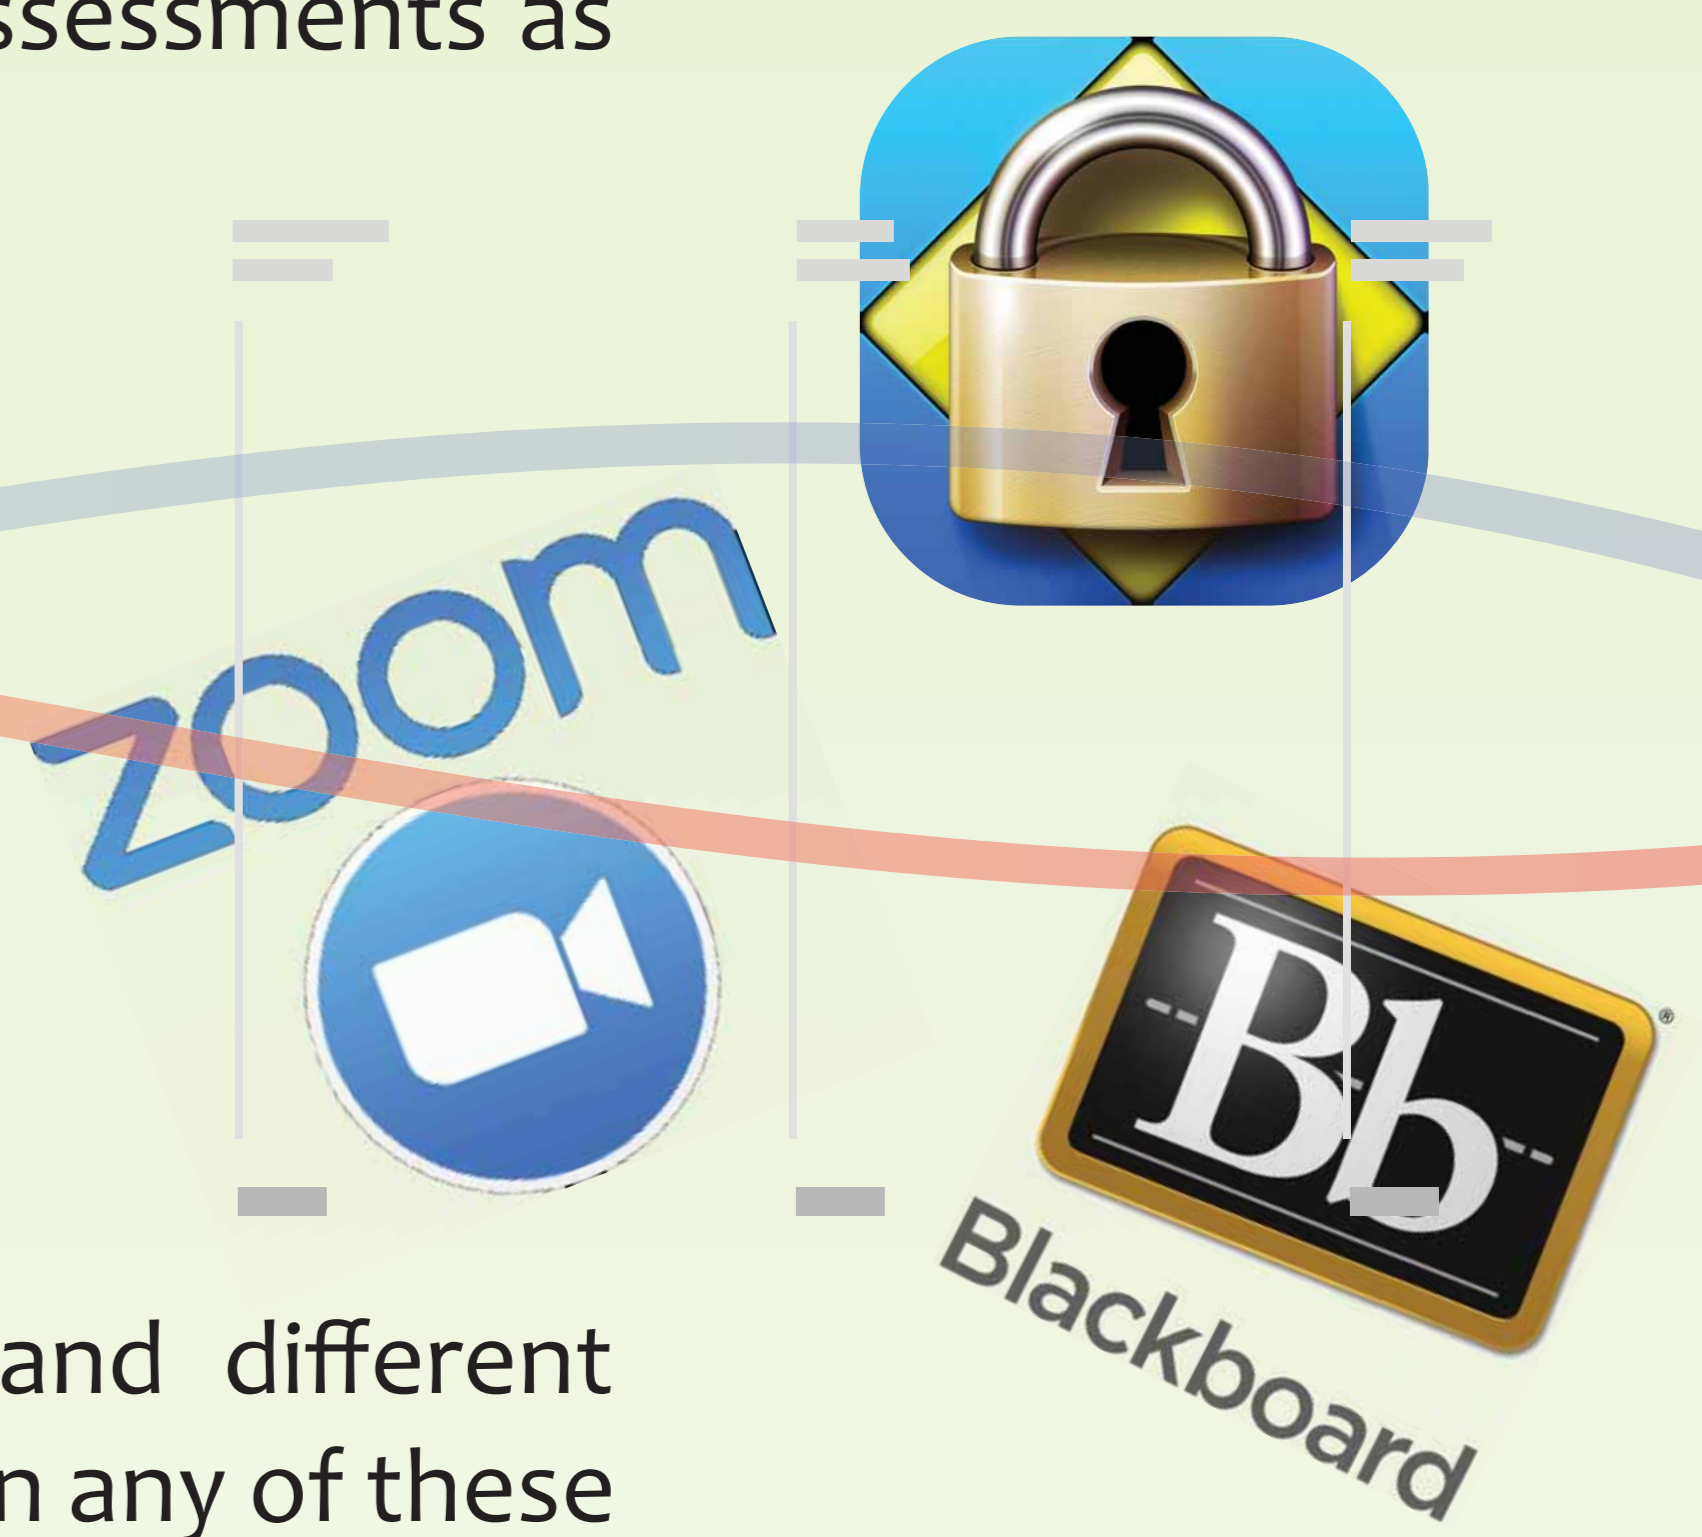 ssessments as
zoom
Bb
®
Blackboard
and different
n any of these